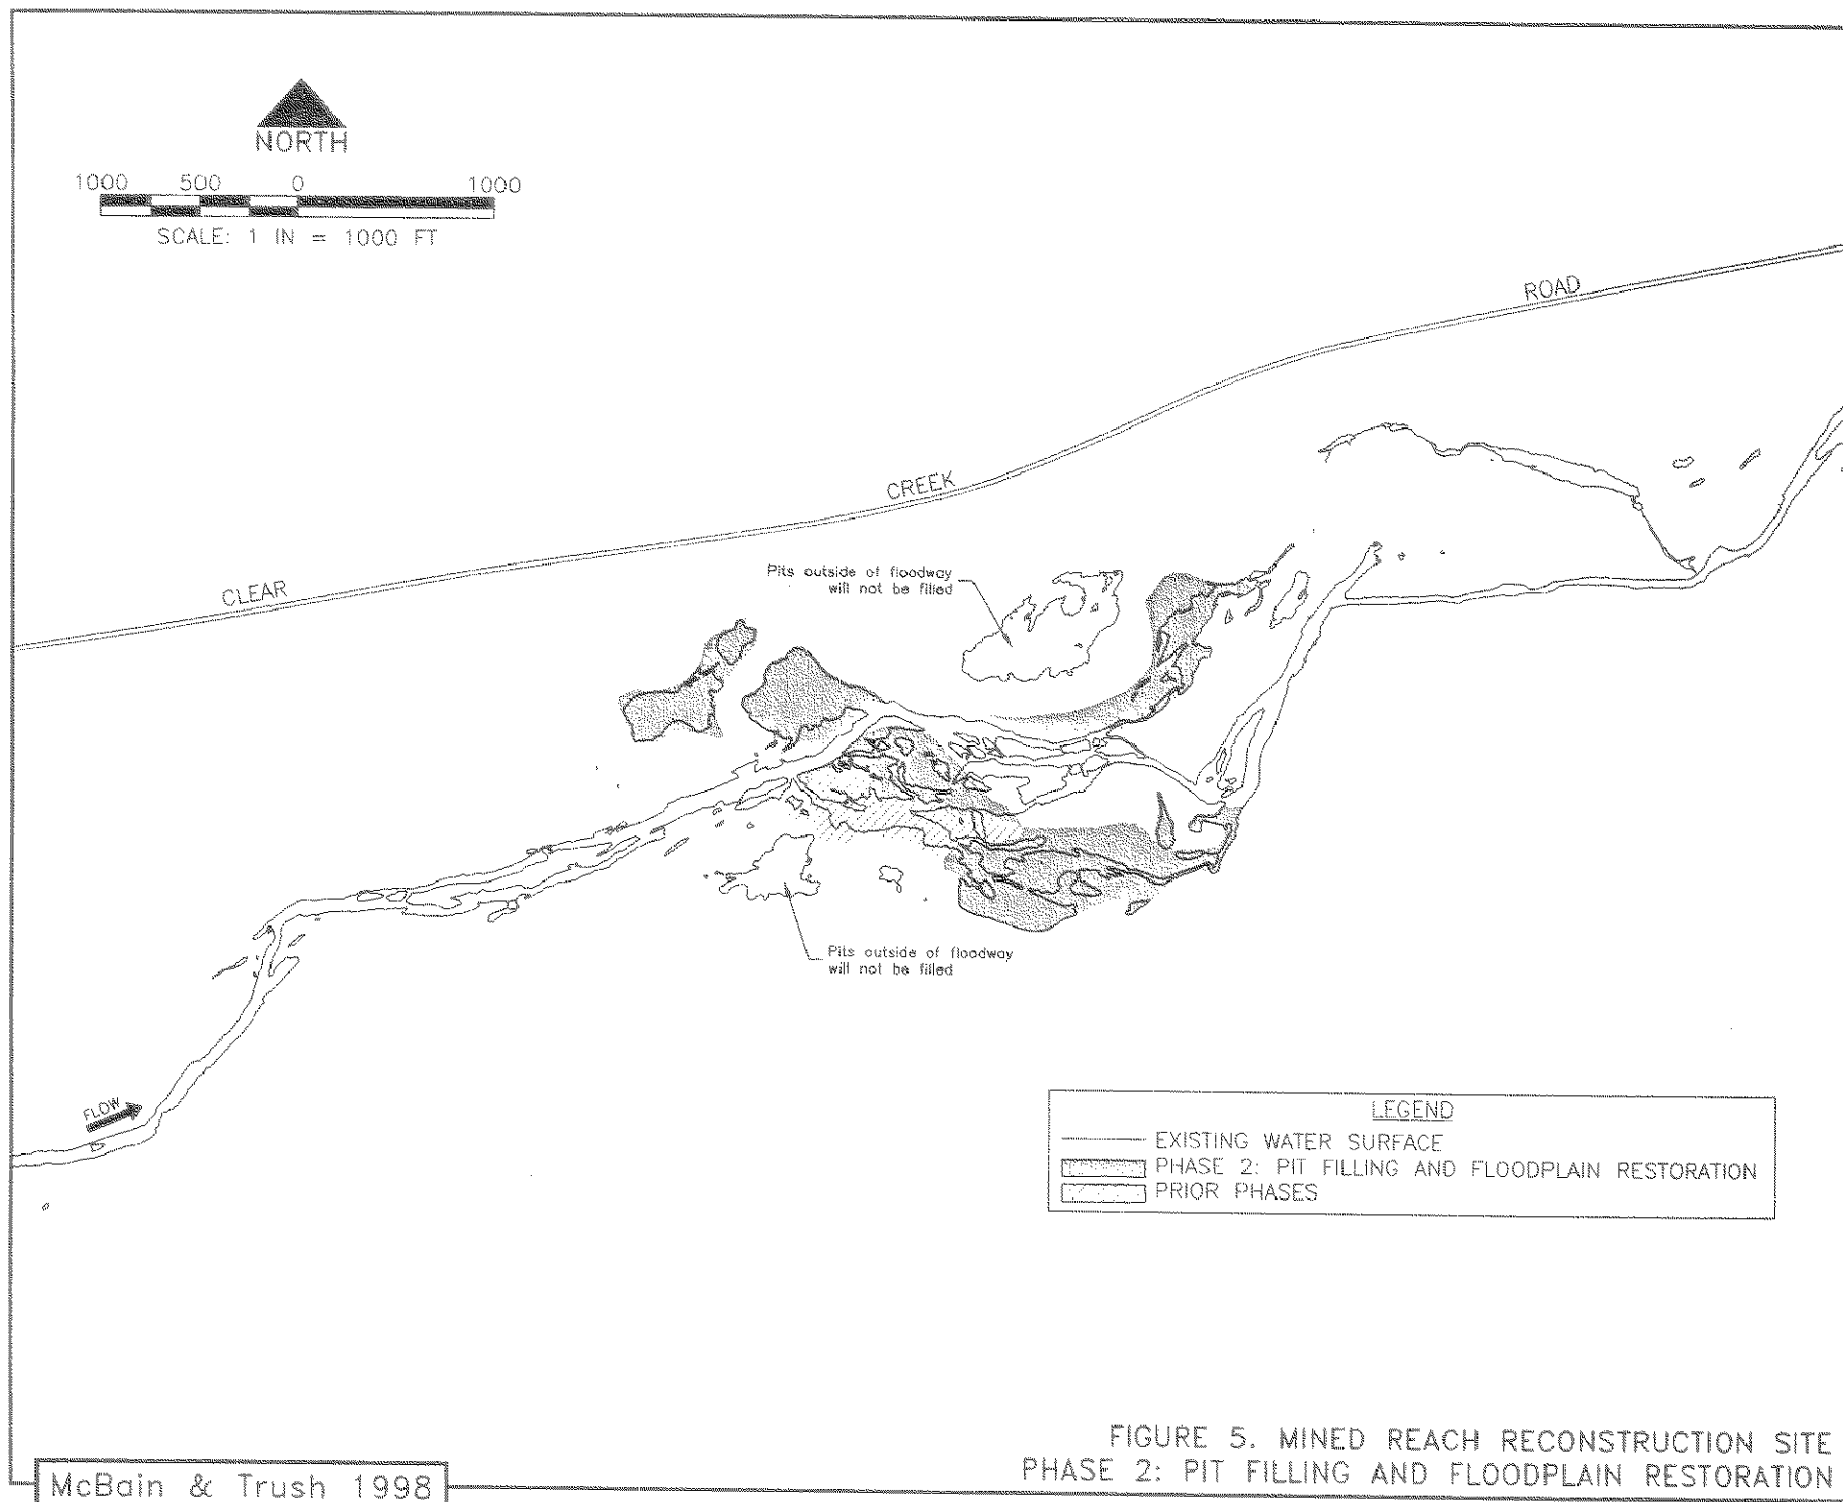 NORTH
1000 500 0 1000
SCALE: 1 IN = 1000 FT
ROAD
CREEK
CLEAR
Pits outside of floodway
will not be filled
Pits outside of floodway
will not be filled
FLOW
LEGEND
EXISTING WATER SURFACE
PHASE 2: PIT FILLING AND FLOODPLAIN RESTORATION
PRIOR PHASES
FIGURE 5. MINED REACH RECONSTRUCTION SITE
PHASE 2: PIT FILLING AND FLOODPLAIN RESTORATION
McBain & Trush 1998